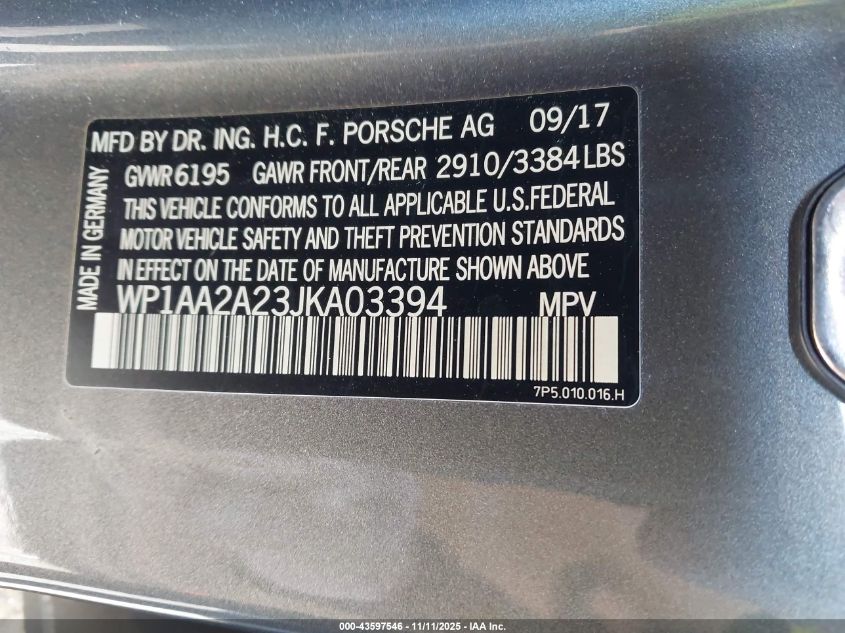 MFD BY DR. ING. H.C. F. PORSCHE AG 09/17
GVWR 6195 GAWR FRONT/REAR 2910/3384 LBS
THIS VEHICLE CONFORMS TO ALL APPLICABLE U.S.FEDERAL
MOTOR VEHICLE SAFETY AND THEFT PREVENTION STANDARDS
IN EFFECT ON THE DATE OF MANUFACTURE SHOWN ABOVE
WP1AA2A23JKA03394 MPV
7P5.010.016.H
MADE IN GERMANY
000-43597546 - 11/11/2025 - IAA Inc.